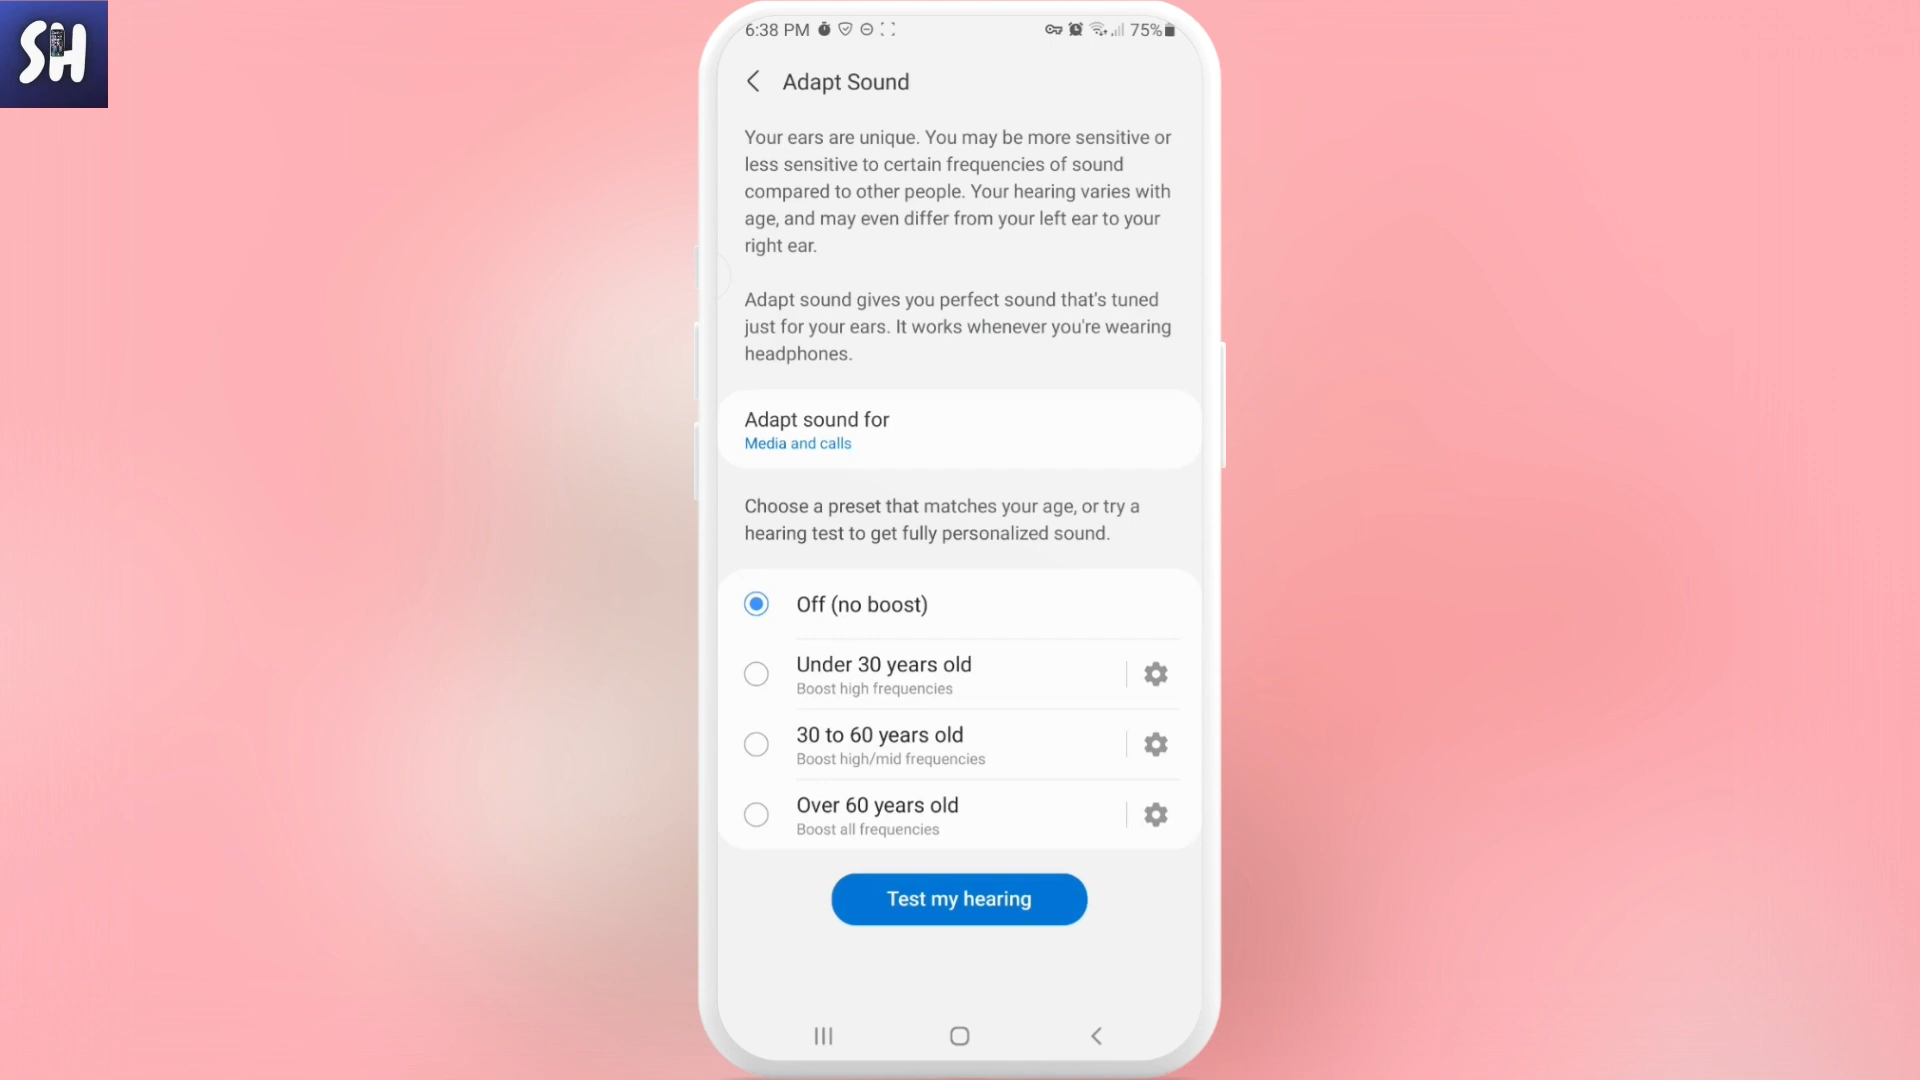 SH
6:38 PM
75%
Adapt Sound
Your ears are unique. You may be more sensitive or
less sensitive to certain frequencies of sound
compared to other people. Your hearing varies with
age, and may even differ from your left ear to your
right ear.
Adapt sound gives you perfect sound that's tuned
just for your ears. It works whenever you're wearing
headphones.
Adapt sound for
Media and calls
Choose a preset that matches your age, or try a
hearing test to get fully personalized sound.
Off (no boost)
Under 30 years old
Boost high frequencies
30 to 60 years old
Boost high/mid frequencies
Over 60 years old
Boost all frequencies
Test my hearing